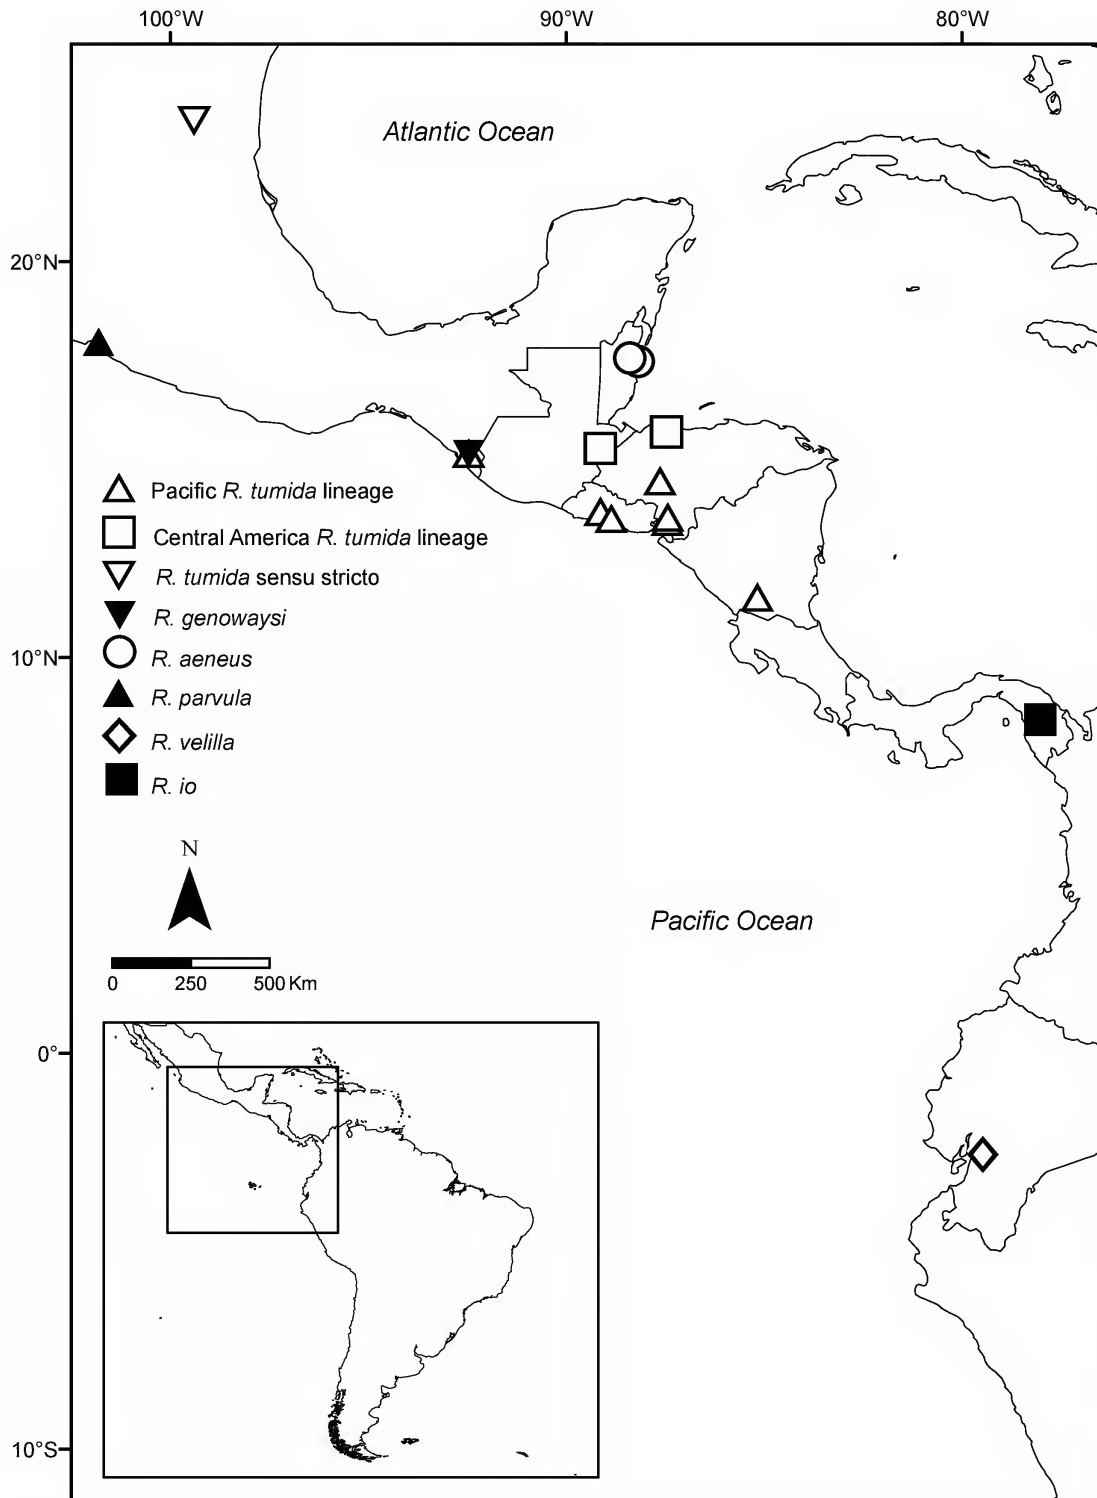 100°W 90°W 80°W
Atlantic Ocean
20°N
Pacific R. tumida lineage
Central America R. tumida lineage
R. tumida sensu stricto
R. genowaysi
R. aeneus
10°N
R. parvula
R. velilla
R. io
N
Pacific Ocean
0 250 500 Km
0°
10°S